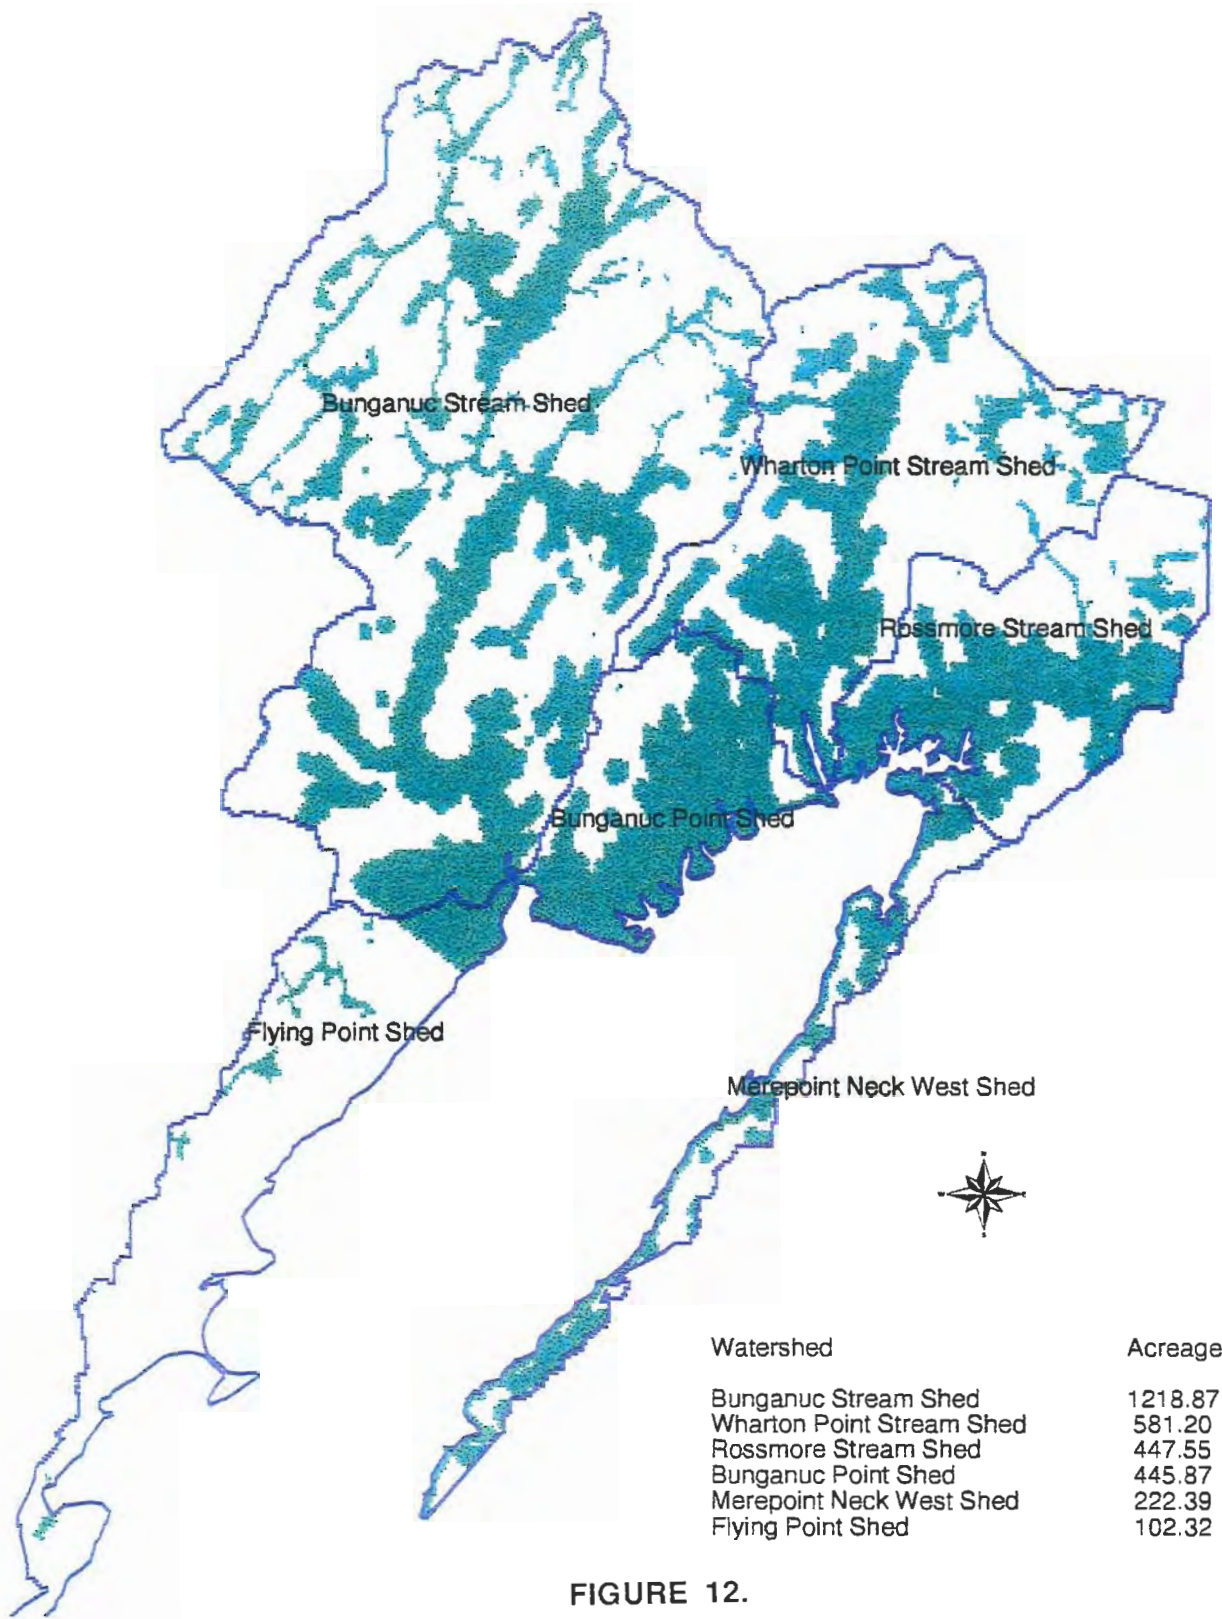 Bunganuc Stream Shed
Wharton Point Stream Shed
Rossmore Stream Shed
Bunganuc Point Shed
Flying Point Shed
Merepoint Neck West Shed
Watershed Acreage
Bunganuc Stream Shed 1218.87
Wharton Point Stream Shed 581.20
Rossmore Stream Shed 447.55
Bunganuc Point Shed 445.87
Merepoint Neck West Shed 222.39
Flying Point Shed 102.32
FIGURE 12.